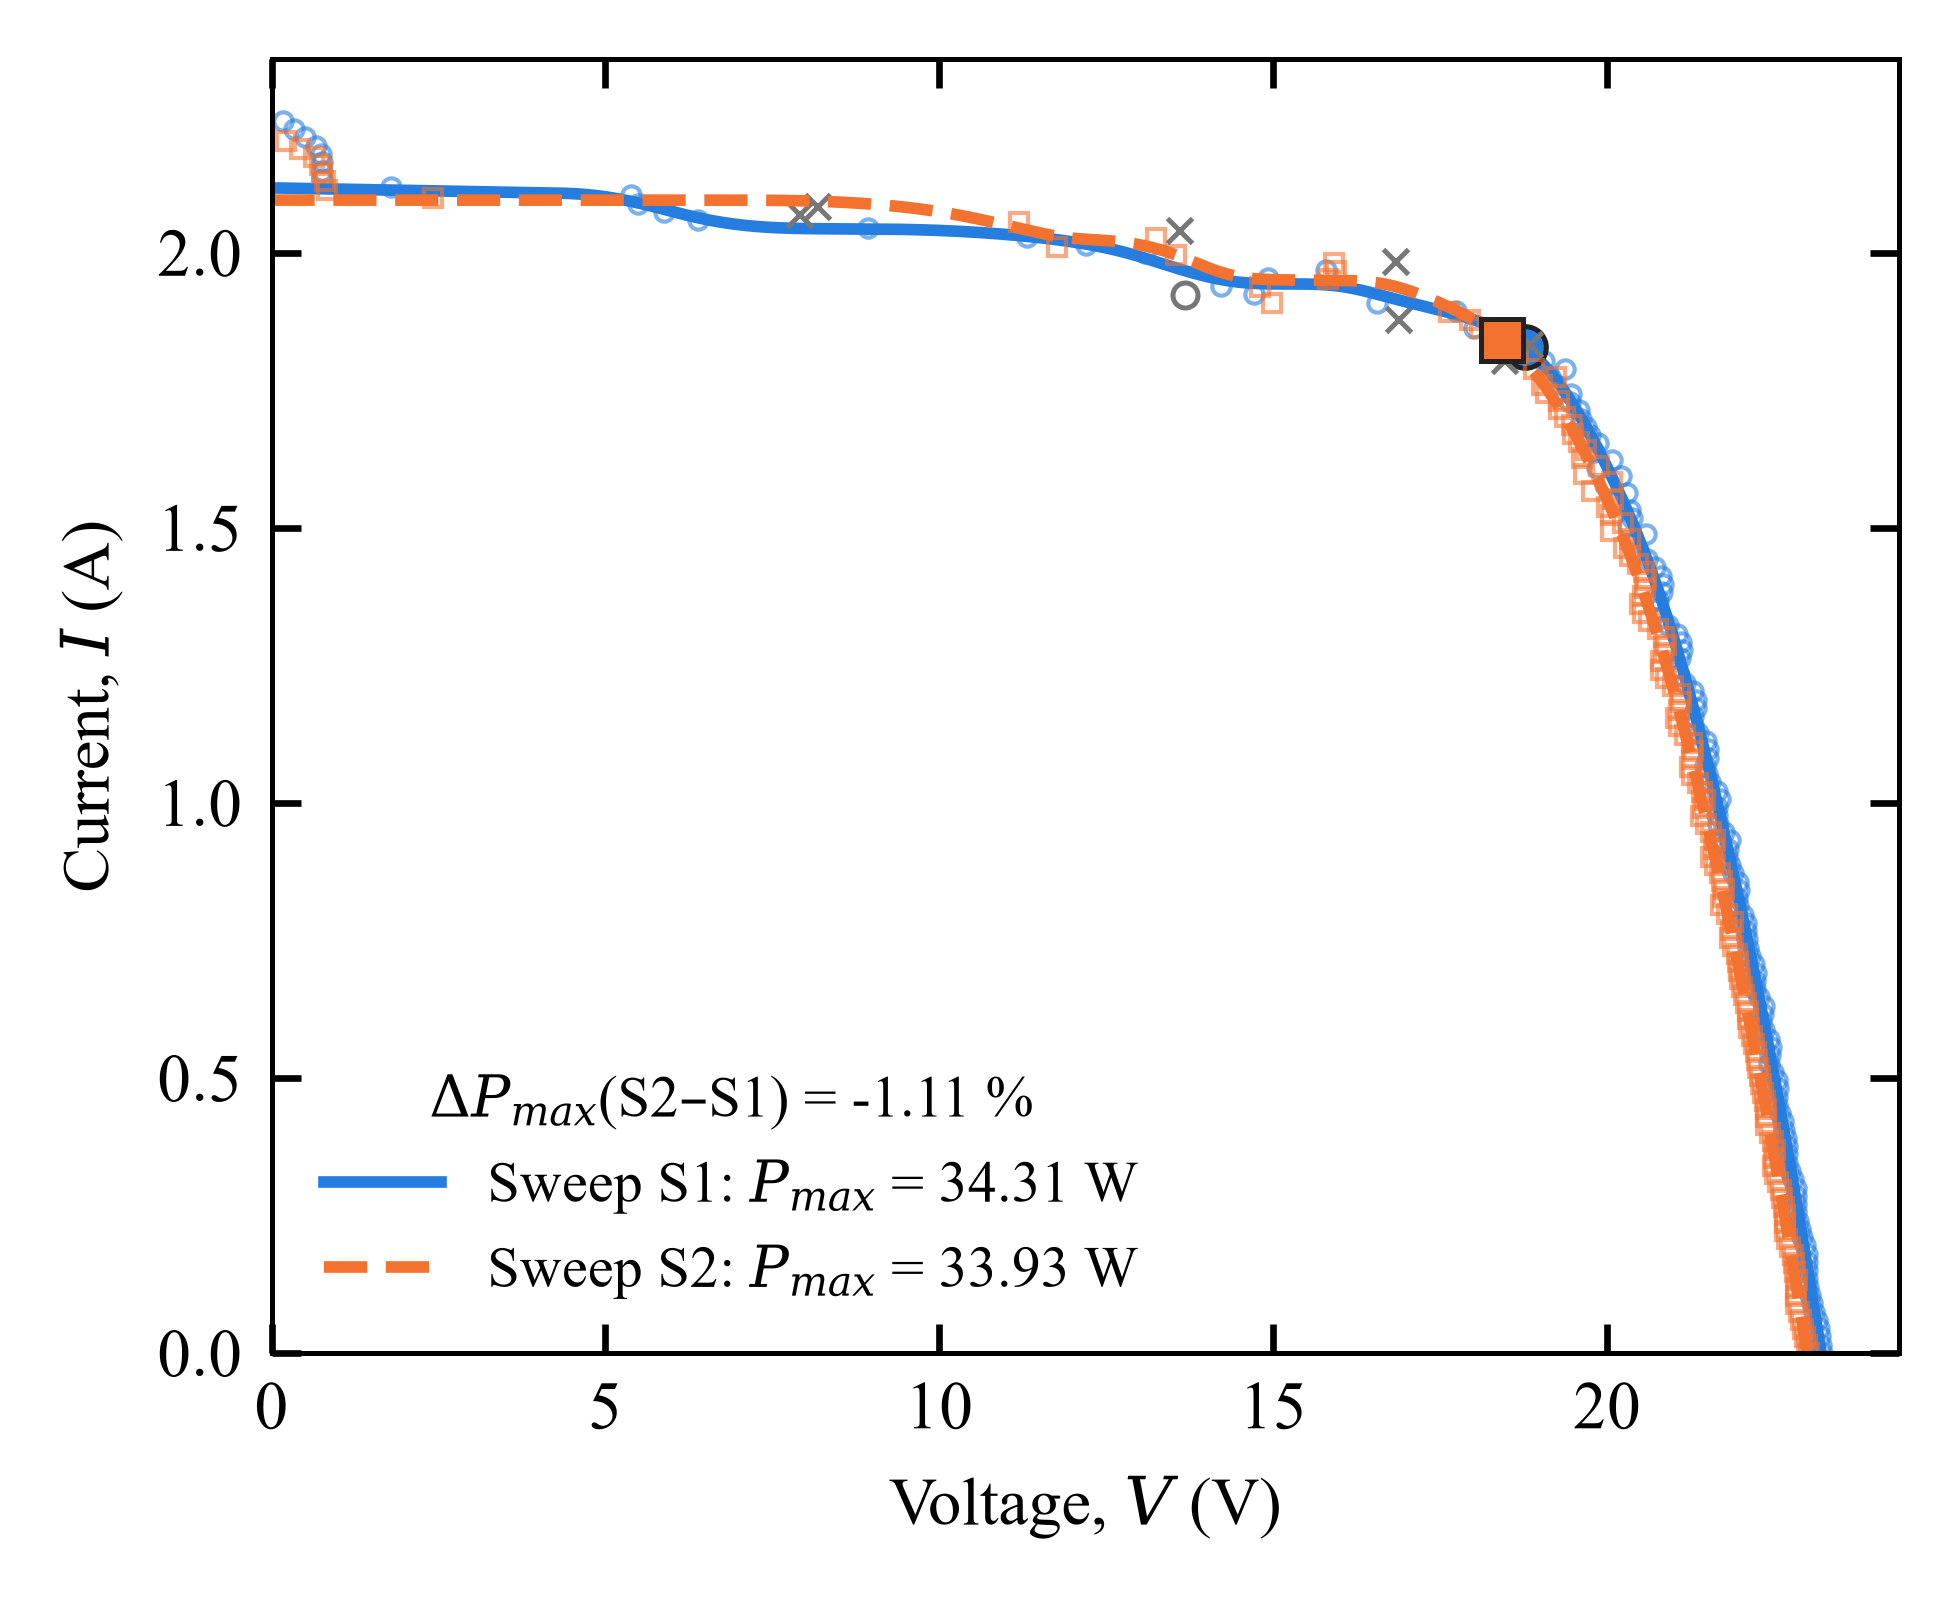 2.0
1.5
1.0
0.5
0.0
Current, I (A)
ΔPmax(S2−S1) = -1.11 %
Sweep S1: Pmax = 34.31 W
Sweep S2: Pmax = 33.93 W
0 5 10 15 20
Voltage, V (V)